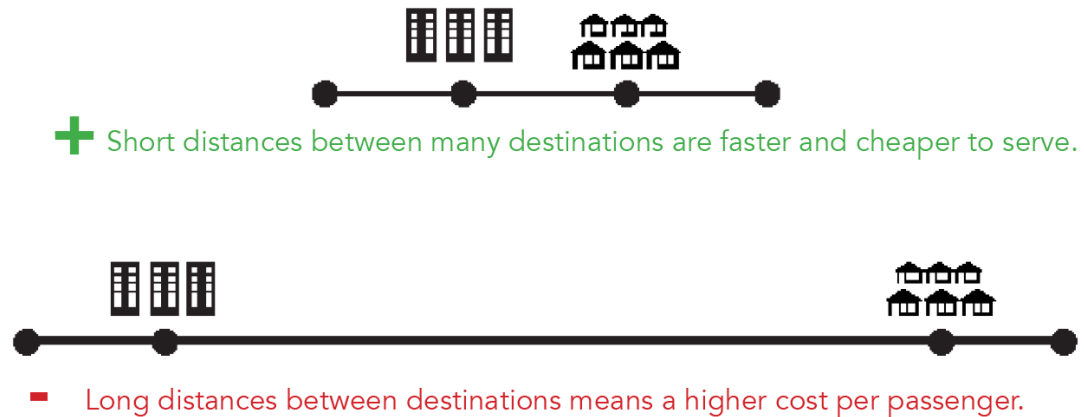 + Short distances between many destinations are faster and cheaper to serve.
- Long distances between destinations means a higher cost per passenger.